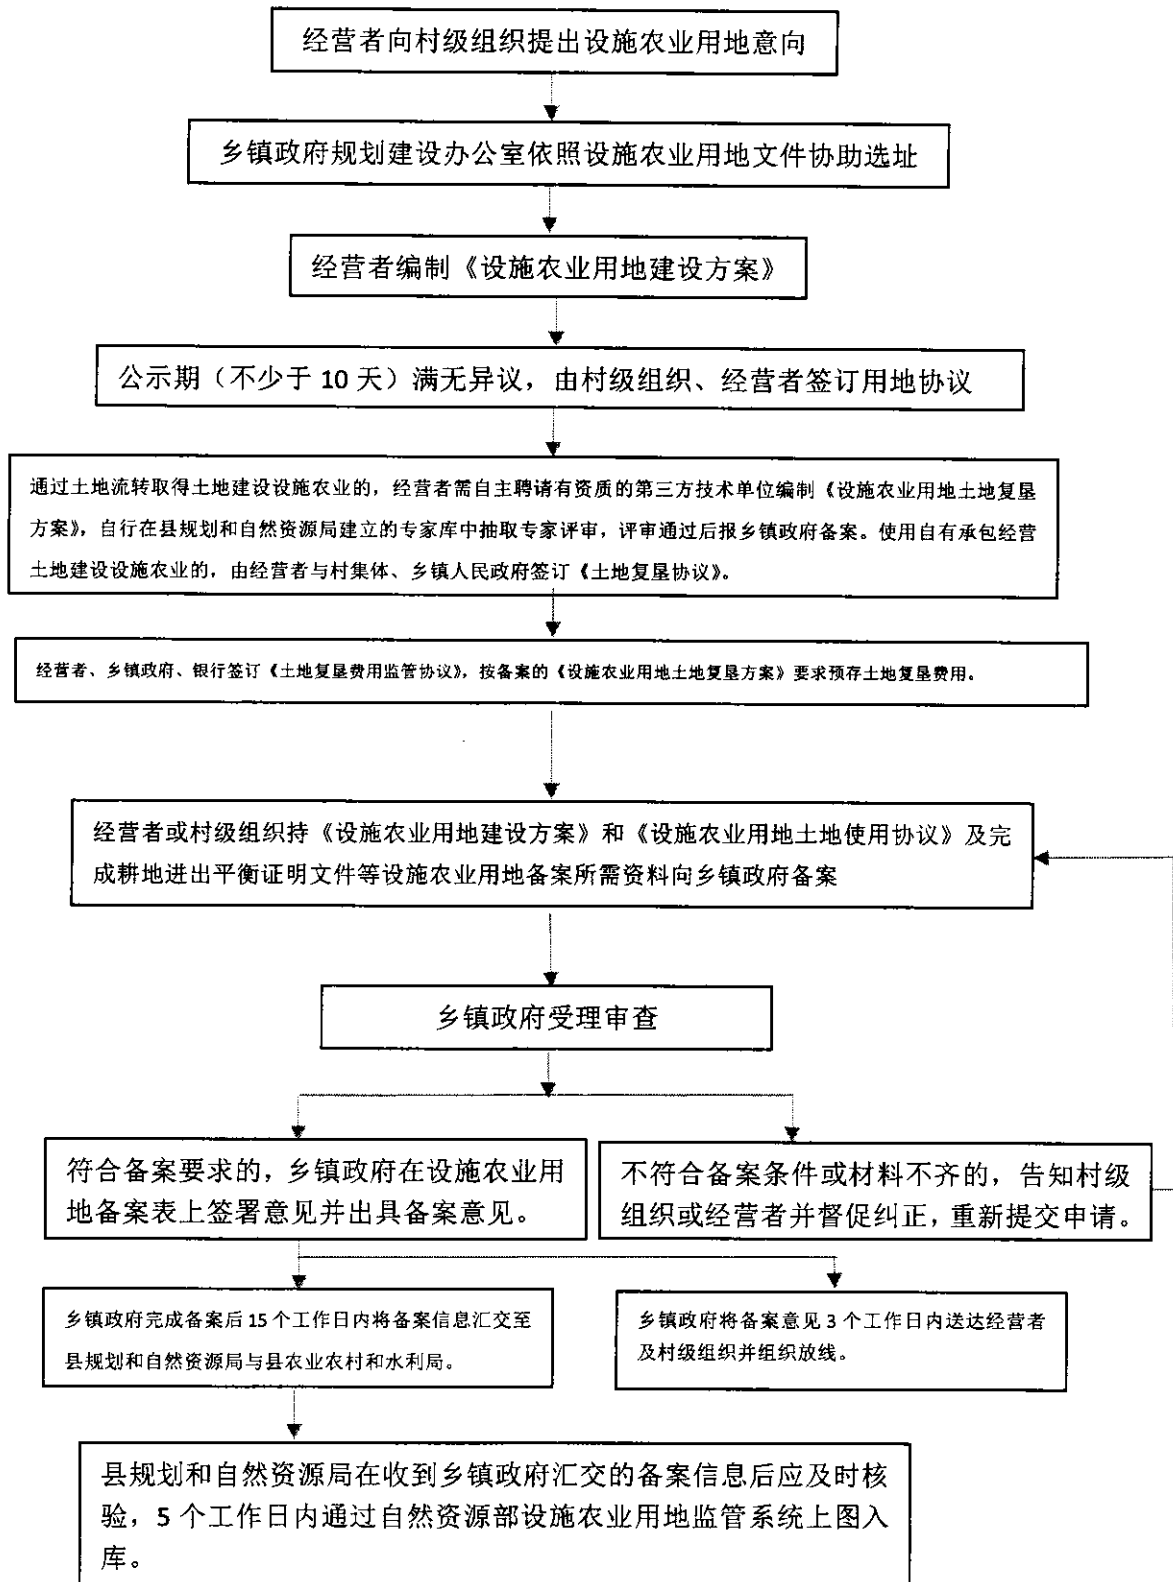 经营者向村级组织提出设施农业用地意向
乡镇政府规划建设办公室依照设施农业用地文件协助选址
经营者编制《设施农业用地建设方案》
公示期（不少于 10 天）满无异议，由村级组织、经营者签订用地协议
通过土地流转取得土地建设设施农业的，经营者需自主聘请有资质的第三方技术单位编制《设施农业用地土地复垦
方案》，自行在县规划和自然资源局建立的专家库中抽取专家评审，评审通过后报乡镇政府备案。使用自有承包经营
土地建设设施农业的，由经营者与村集体、乡镇人民政府签订《土地复垦协议》。
经营者、乡镇政府、银行签订《土地复垦费用监管协议》，按备案的《设施农业用地土地复垦方案》要求预存土地复垦费用。
经营者或村级组织持《设施农业用地建设方案》和《设施农业用地土地使用协议》及完
成耕地进出平衡证明文件等设施农业用地备案所需资料向乡镇政府备案
乡镇政府受理审查
符合备案要求的，乡镇政府在设施农业用
地备案表上签署意见并出具备案意见。
不符合备案条件或材料不齐的，告知村级
组织或经营者并督促纠正，重新提交申请。
乡镇政府完成备案后 15 个工作日内将备案信息汇交至
县规划和自然资源局与县农业农村和水利局。
乡镇政府将备案意见 3 个工作日内送达经营者
及村级组织并组织放线。
县规划和自然资源局在收到乡镇政府汇交的备案信息后应及时核
验，5 个工作日内通过自然资源部设施农业用地监管系统上图入
库。